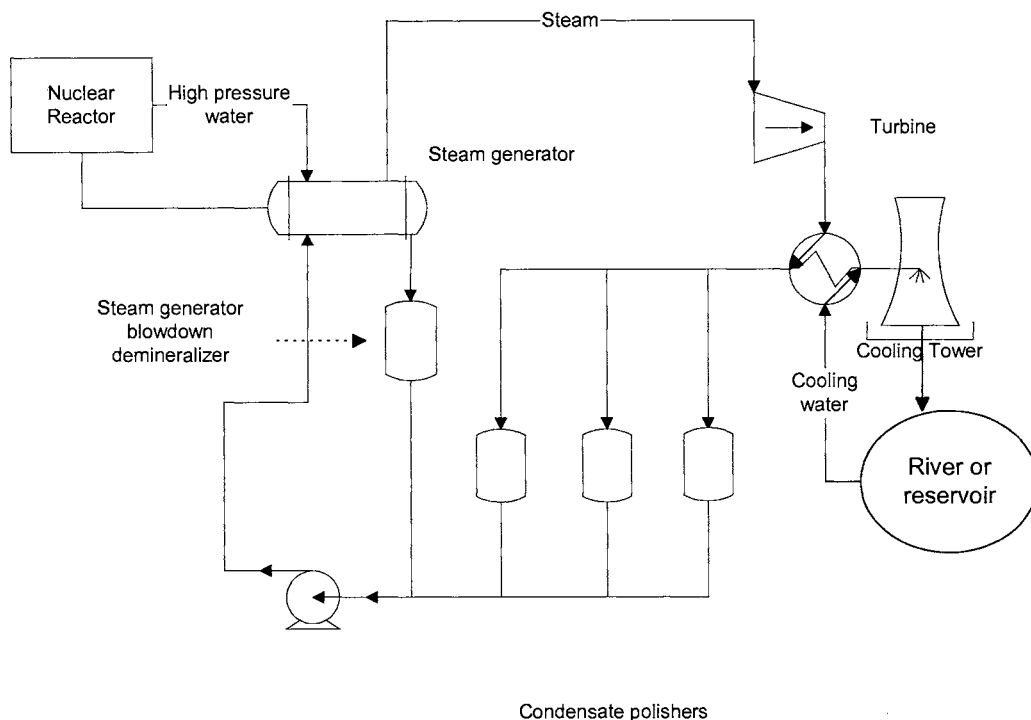 Steam
Nuclear
Reactor
High pressure
water
Turbine
Steam generator
Steam generator
blowdown
demineralizer
Cooling Tower
Cooling
water
River or
reservoir
Condensate polishers